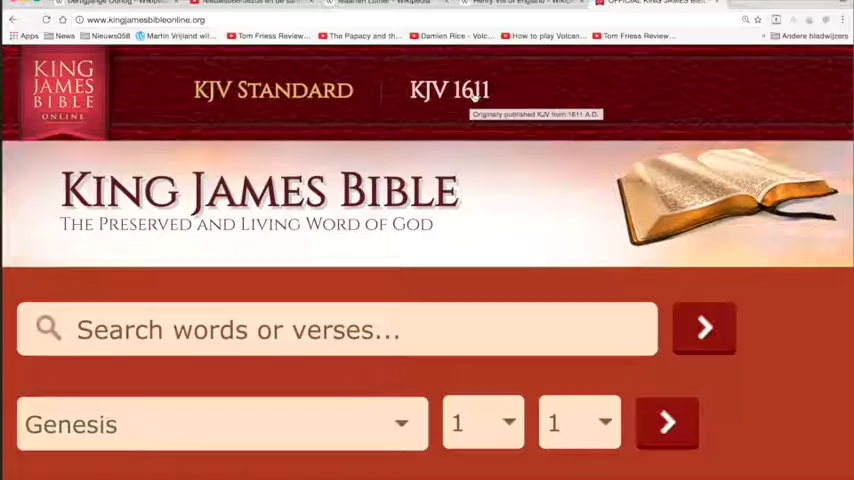 www.kingjamesbibleonline.org
Apps News Nieuws058 Martin Vrijland wil... Tom Friess Review... The Papacy and th... Damien Rice - Volc... How to play Volcan... Tom Friess Review... » Andere bladwijzers
KING
JAMES
BIBLE
ONLINE
KJV STANDARD KJV 1611
Originally published KJV from 1611 A.D.
KING JAMES BIBLE
THE PRESERVED AND LIVING WORD OF GOD
Search words or verses...
Genesis 1 1